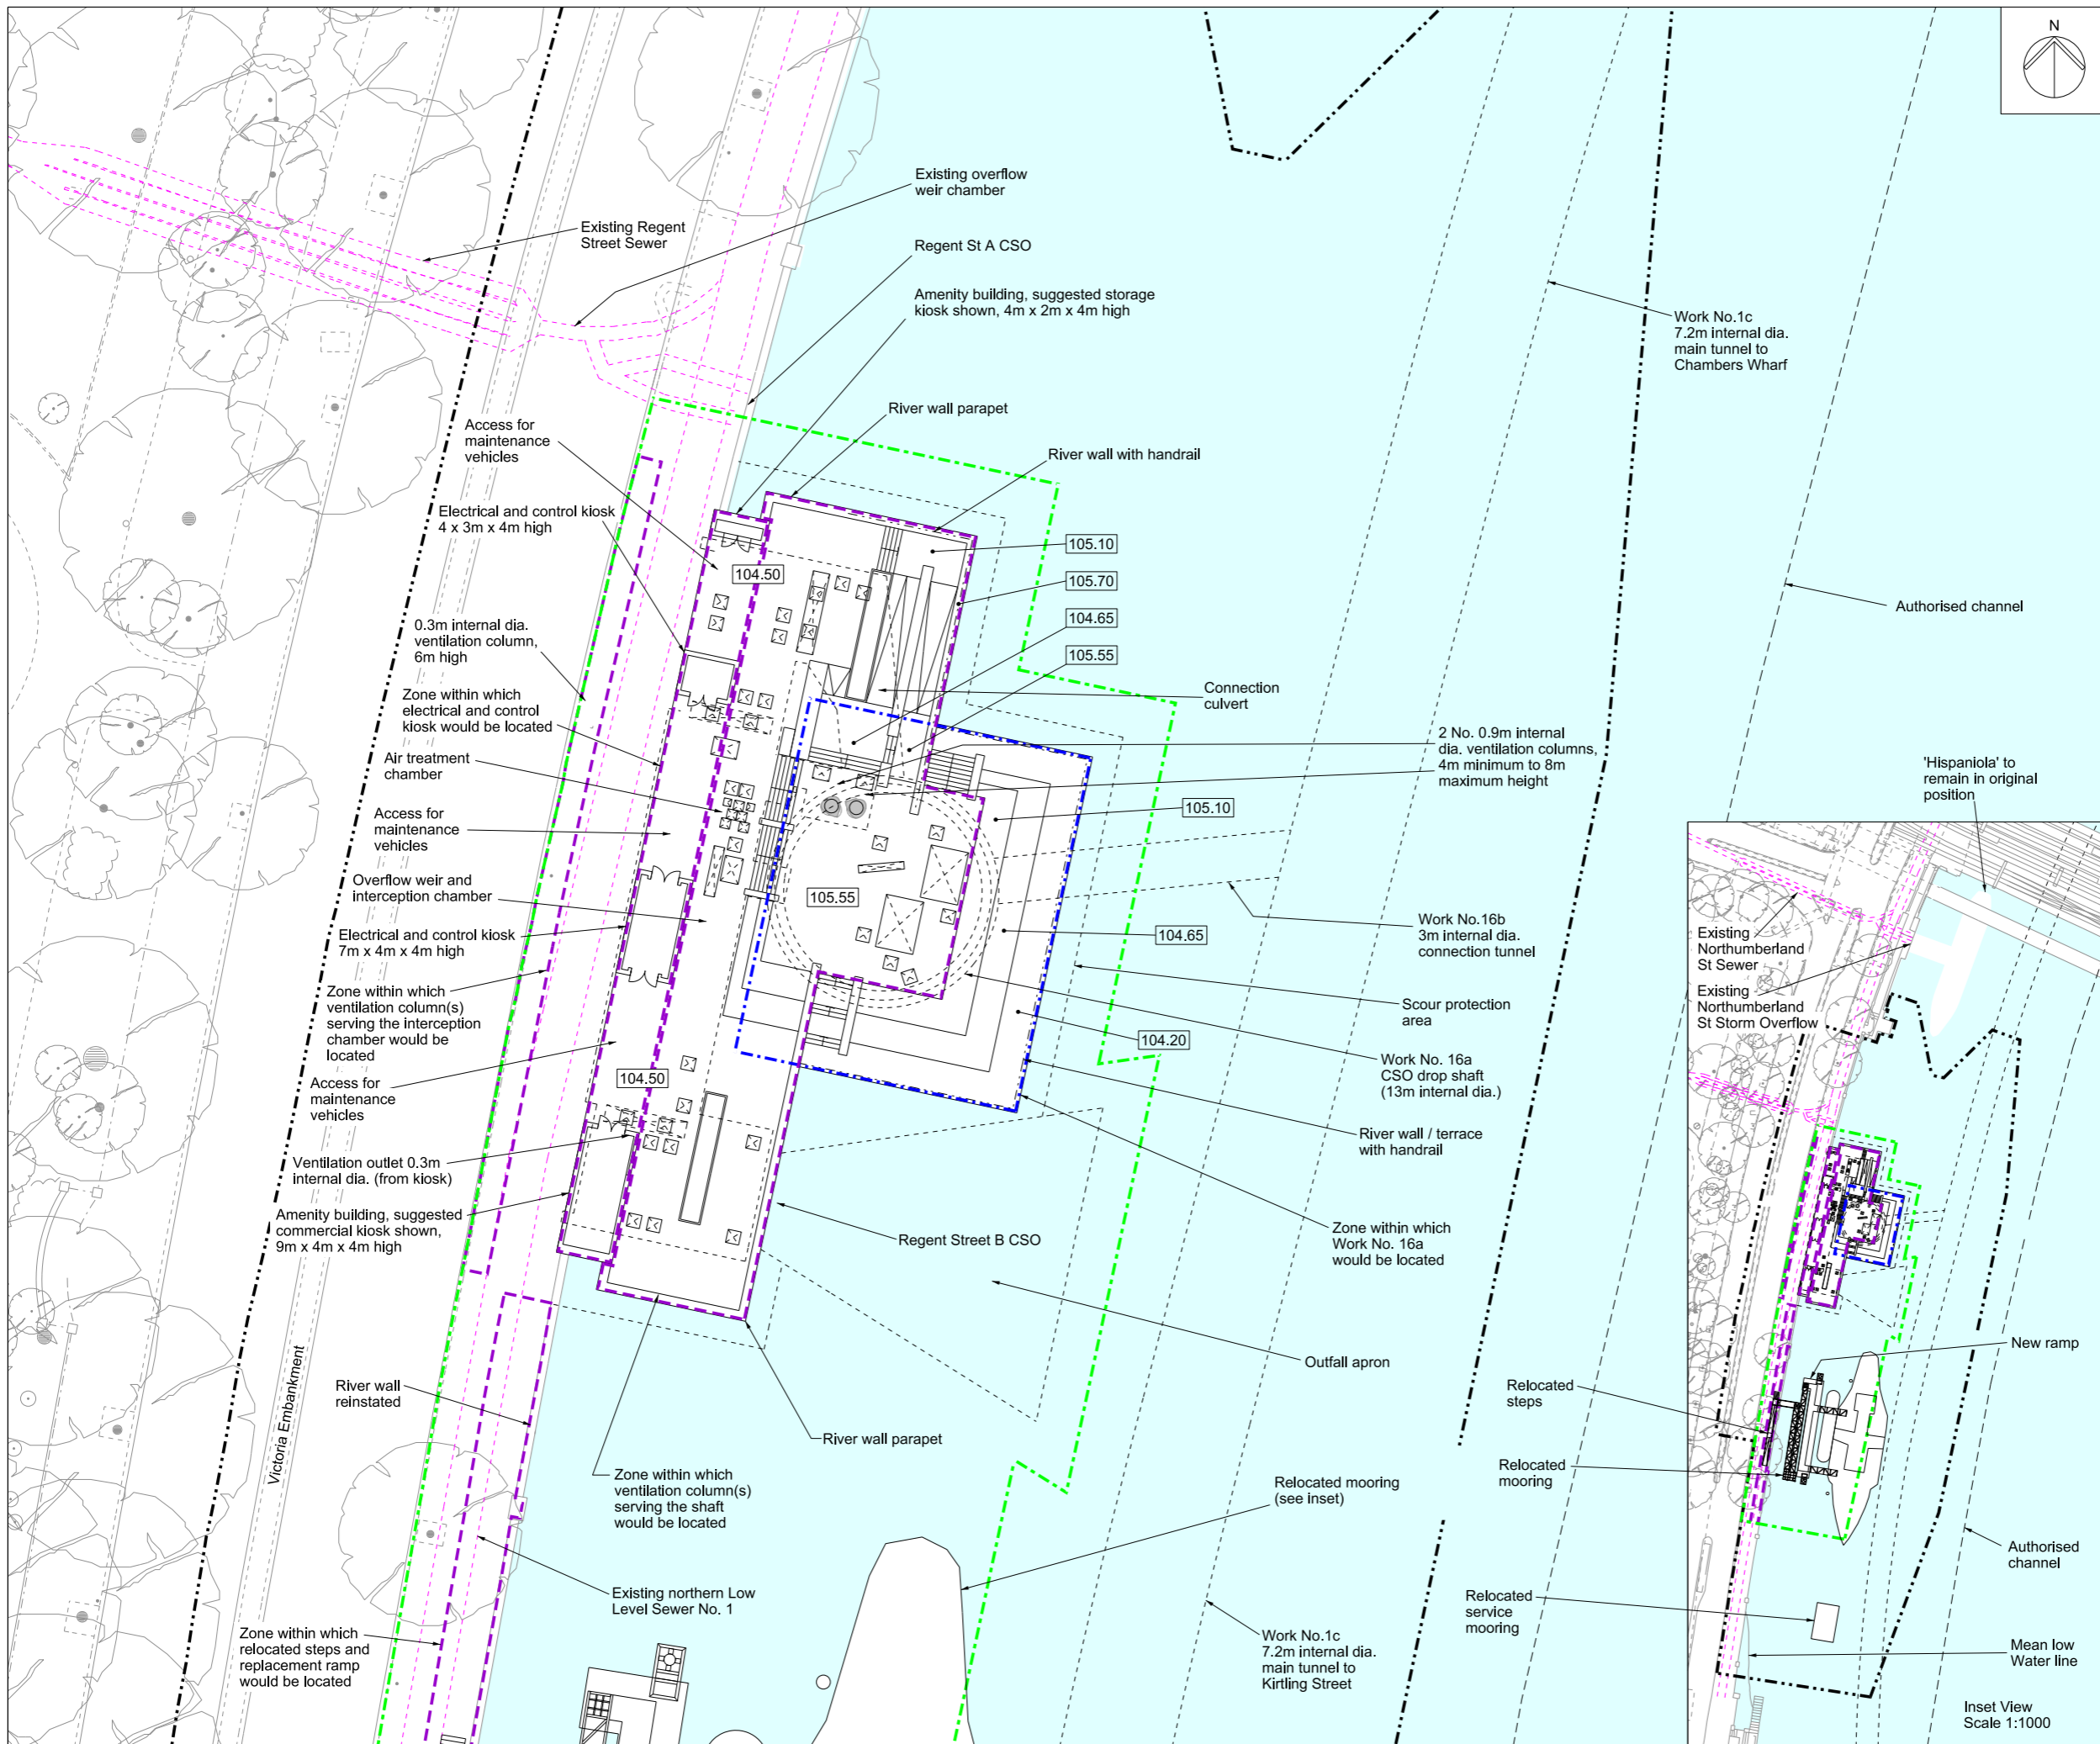 N
Existing overflow
weir chamber
Existing Regent
Street Sewer
Regent St A CSO
Amenity building, suggested storage
kiosk shown, 4m x 2m x 4m high
Work No.1c
7.2m internal dia.
main tunnel to
Chambers Wharf
River wall parapet
Access for
maintenance
vehicles
River wall with handrail
Electrical and control kiosk
4 x 3m x 4m high
105.10
104.50
105.70
Authorised channel
104.65
0.3m internal dia.
ventilation column,
6m high
105.55
Connection
culvert
Zone within which
electrical and control
kiosk would be located
2 No. 0.9m internal
dia. ventilation columns,
4m minimum to 8m
maximum height
Air treatment
chamber
'Hispaniola' to
remain in original
position
105.10
Access for
maintenance
vehicles
Overflow weir and
interception chamber
105.55
Work No.16b
3m internal dia.
connection tunnel
Electrical and control kiosk
7m x 4m x 4m high
104.65
Existing
Northumberland
St Sewer
Zone within which
ventilation column(s)
serving the interception
chamber would be
located
Scour protection
area
Existing
Northumberland
St Storm Overflow
104.20
Work No. 16a
CSO drop shaft
(13m internal dia.)
104.50
Access for
maintenance
vehicles
River wall / terrace
with handrail
Ventilation outlet 0.3m
internal dia. (from kiosk)
Amenity building, suggested
commercial kiosk shown,
9m x 4m x 4m high
Zone within which
Work No. 16a
would be located
Regent Street B CSO
Outfall apron
New ramp
Victoria Embankment
River wall
reinstated
Relocated
steps
River wall parapet
Relocated
mooring
Zone within which
ventilation column(s)
serving the shaft
would be located
Relocated mooring
(see inset)
Authorised
channel
Existing northern Low
Level Sewer No. 1
Relocated
service
mooring
Zone within which
relocated steps and
replacement ramp
would be located
Work No.1c
7.2m internal dia.
main tunnel to
Kirtling Street
Mean low
Water line
Inset View
Scale 1:1000